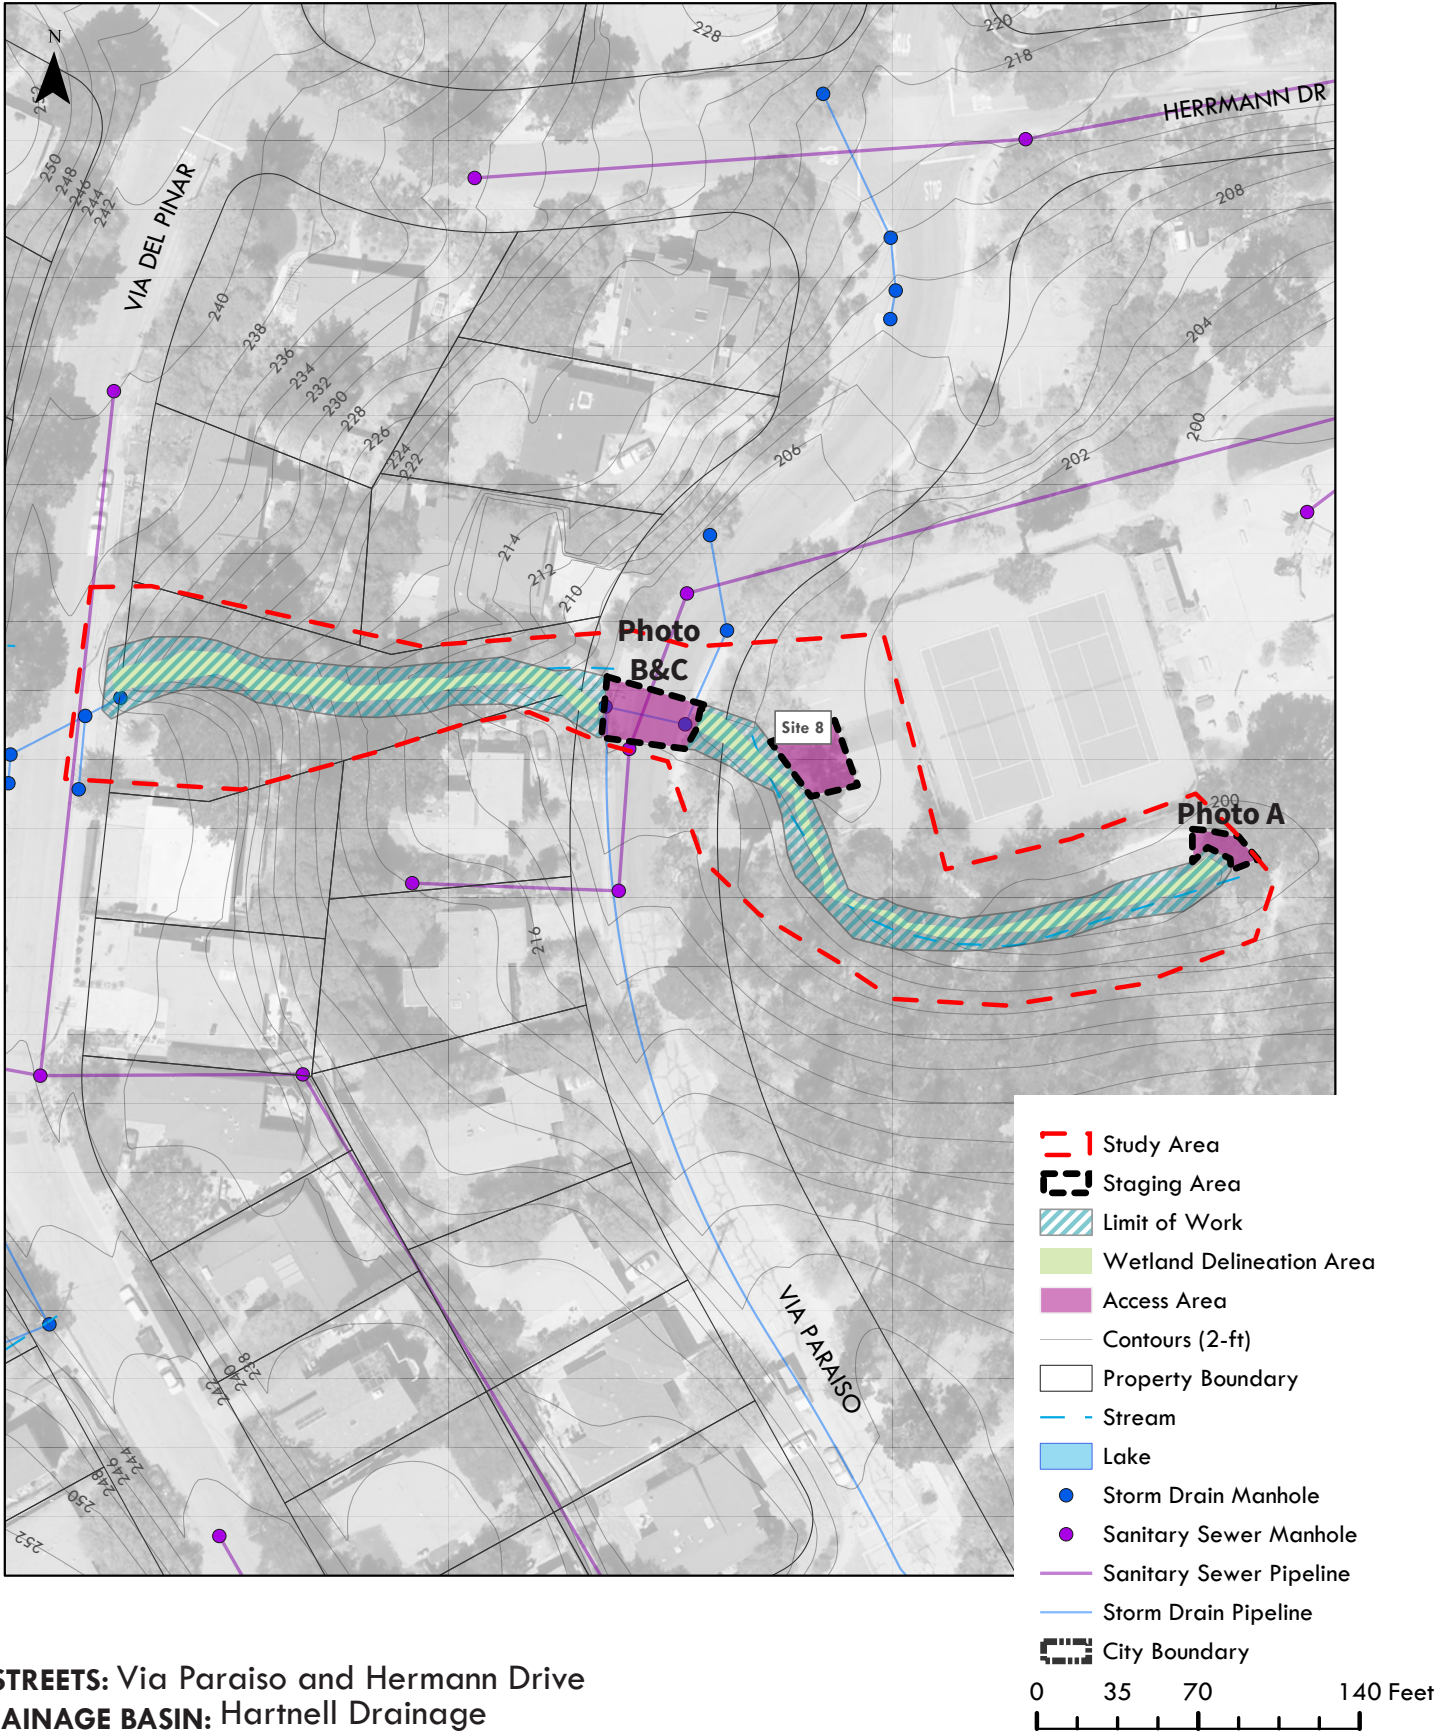 N
228
220
218
HERRMANN DR
250
248
246
244
242
VIA DEL PINAR
208
240
238
236
234
232
230
228
226
224
222
204
200
206
202
214
212
210
Photo
B&C
Site 8
200
Photo A
216
VIA PARAISO
238
240
242
244
246
248
250
252
Study Area
Staging Area
Limit of Work
Wetland Delineation Area
Access Area
Contours (2-ft)
Property Boundary
Stream
Lake
Storm Drain Manhole
Sanitary Sewer Manhole
Sanitary Sewer Pipeline
Storm Drain Pipeline
City Boundary
0 35 70 140 Feet
STREETS: Via Paraiso and Hermann Drive
AINAGE BASIN: Hartnell Drainage